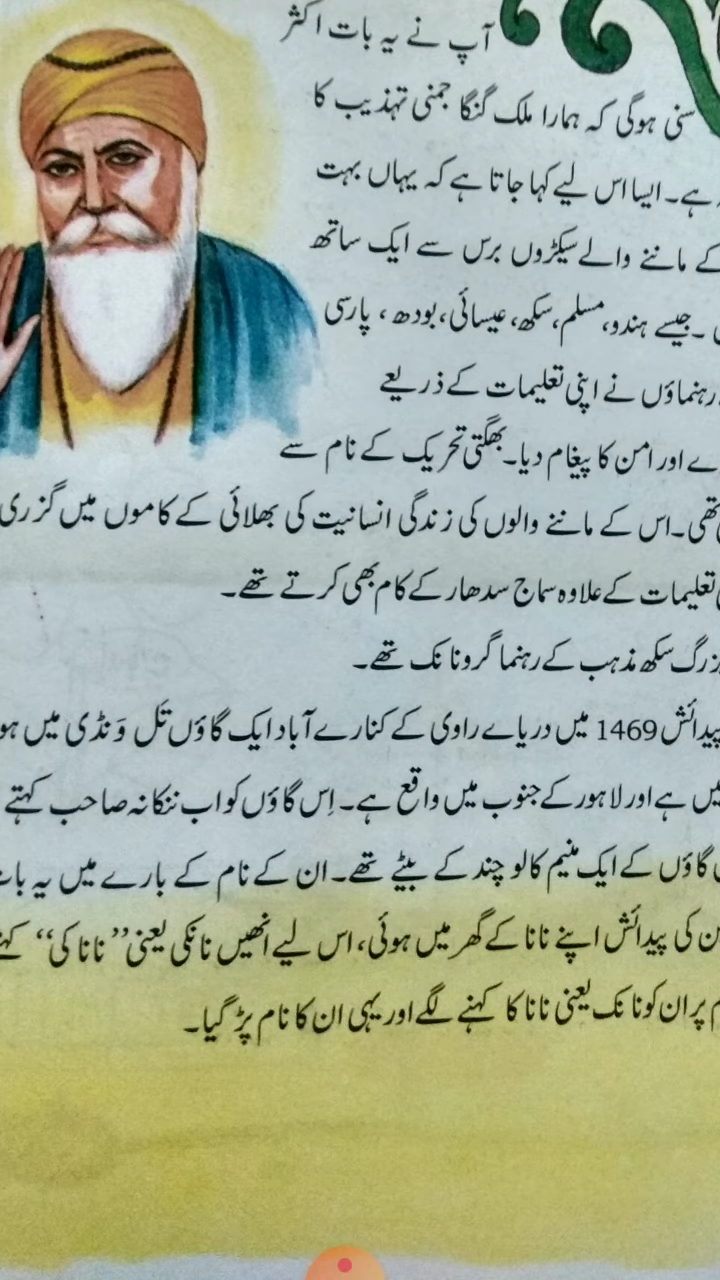 آپ نے یہ بات اکثر
سنی ہوگی کہ ہمارا ملک گنگا جمنی تہذیب کا
ہے۔ ایسا اس لیے کہا جاتا ہے کہ یہاں بہت
کے ماننے والے سیکڑوں برس سے ایک ساتھ
۔ جیسے ہندو، مسلم، سکھ، عیسائی، بودھ، پارسی
رہنماؤں نے اپنی تعلیمات کے ذریعے
اور امن کا پیغام دیا۔ بھگتی تحریک کے نام سے
تھی۔ اس کے ماننے والوں کی زندگی انسانیت کی بھلائی کے کاموں میں گزری
تعلیمات کے علاوہ سماج سدھار کے کام بھی کرتے تھے۔
سکھ مذہب کے رہنما گرو نانک تھے۔
پیدائش 1469 میں دریاے راوی کے کنارے آباد ایک گاؤں تَل وَنڈی میں
میں ہے اور لاہور کے جنوب میں واقع ہے۔ اِس گاؤں کو اب ننکانہ صاحب کہتے
گاؤں کے ایک منیم کالو چند کے بیٹے تھے۔ ان کے نام کے بارے میں یہ بات
کی پیدائش اپنے نانا کے گھر میں ہوئی، اس لیے انھیں نانکی یعنی ’’نانا کی‘‘
پر ان کو نانک یعنی نانا کا کہنے لگے اور یہی ان کا نام پڑ گیا۔